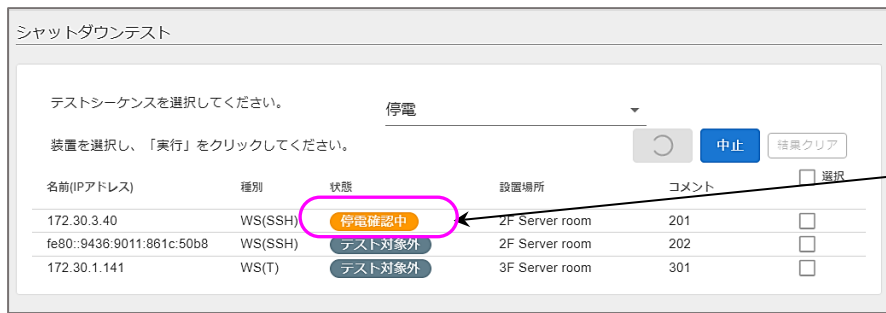 シャットダウンテスト
テストシーケンスを選択してください。 停電
装置を選択し、「実行」をクリックしてください。 中止 結果クリア
名前(IPアドレス) 種別 状態 設置場所 コメント 選択
172.30.3.40 WS(SSH) 停電確認中 2F Server room 201
fe80::9436:9011:861c:50b8 WS(SSH) テスト対象外 2F Server room 202
172.30.1.141 WS(T) テスト対象外 3F Server room 301